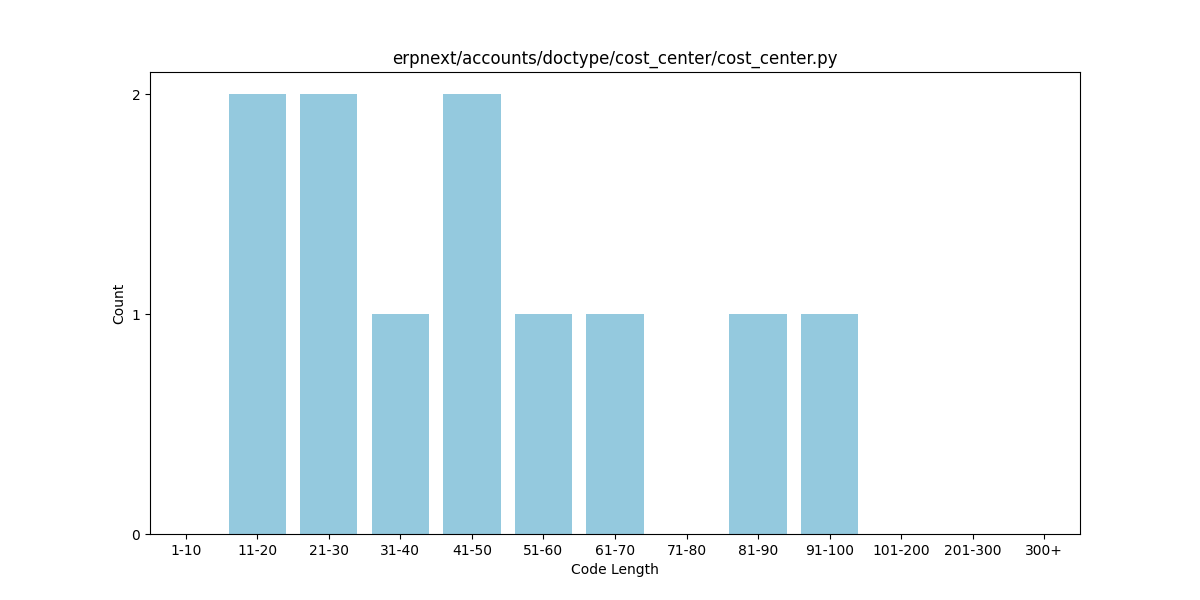 erpnext/accounts/doctype/cost_center/cost_center.py
Count
2
1
0
1-10 11-20 21-30 31-40 41-50 51-60 61-70 71-80 81-90 91-100 101-200 201-300 300+
Code Length